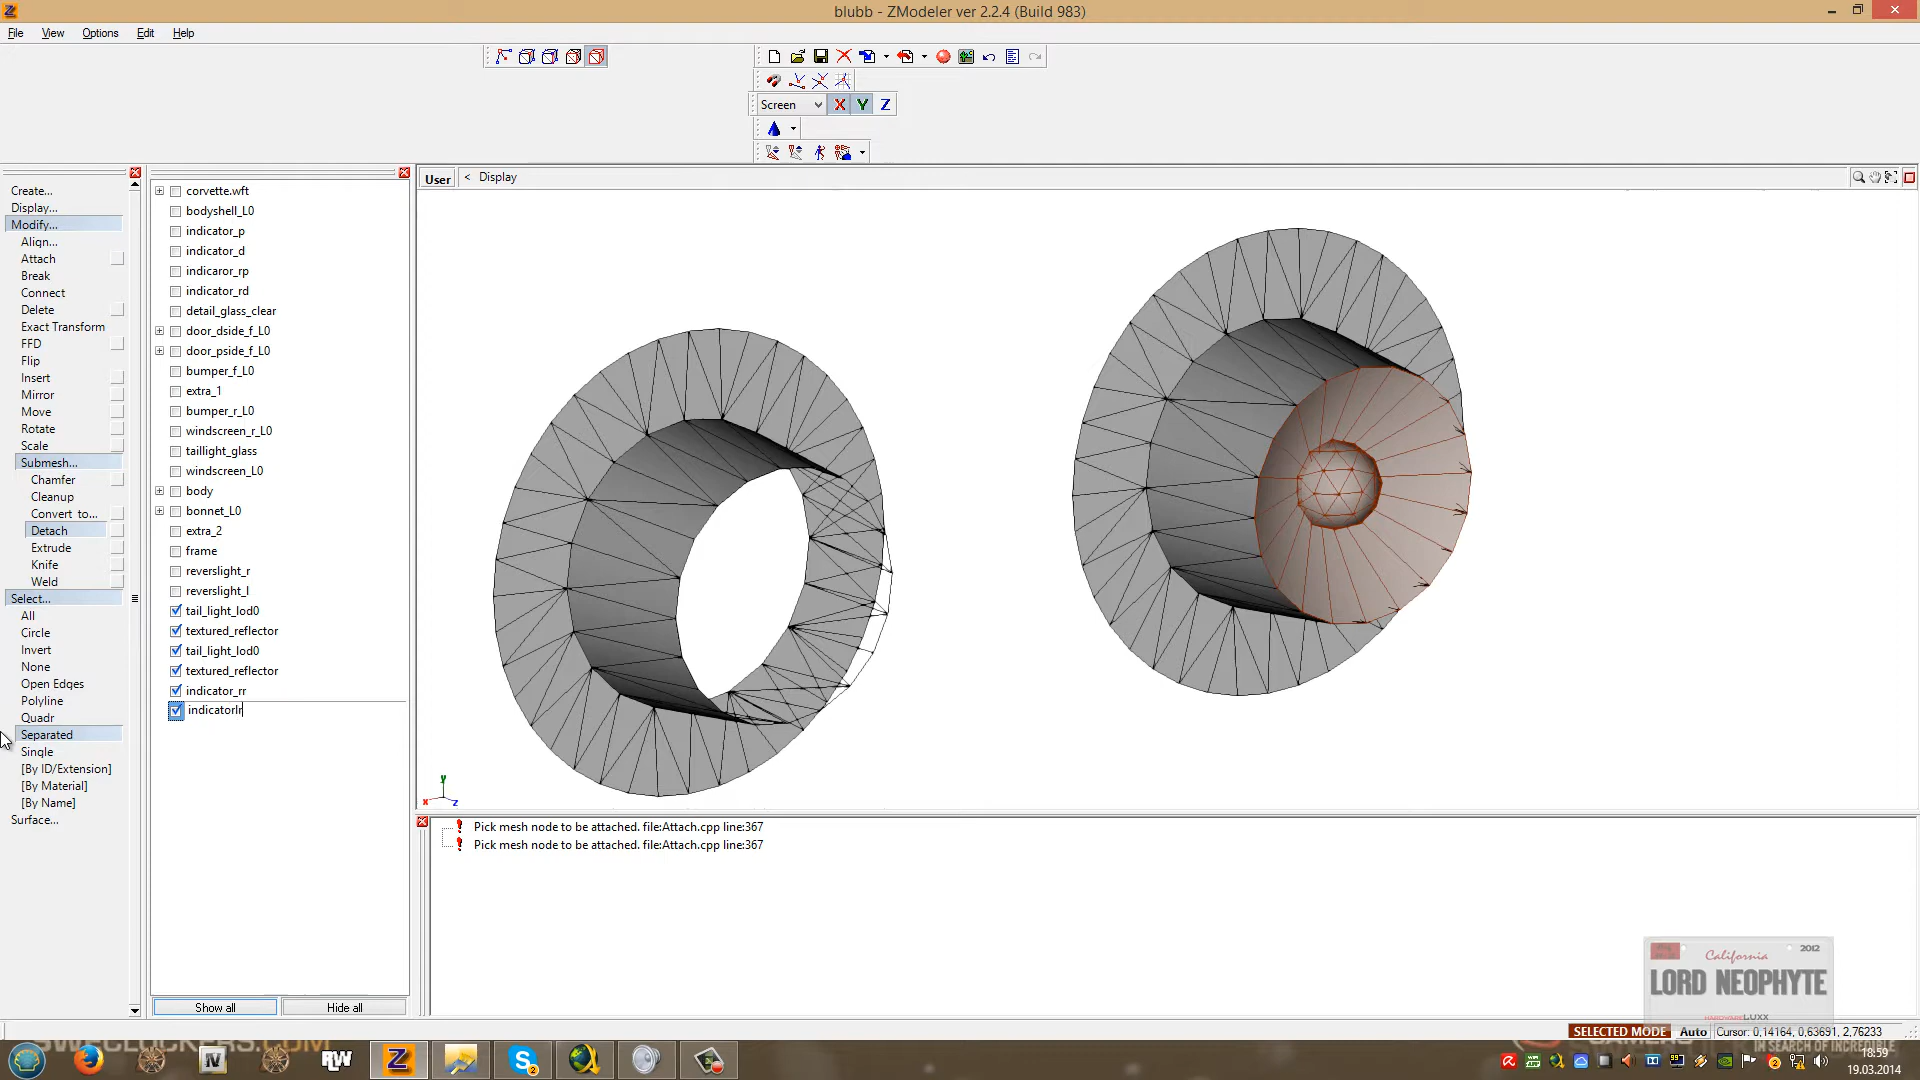 blubb - ZModeler ver 2.2.4 (Build 983)
File View Options Edit Help
Screen X Y Z
User < Display
Create...
Display...
Modify...
Align...
Attach
Break
Connect
Delete
Exact Transform
FFD
Flip
Insert
Mirror
Move
Rotate
Scale
Submesh...
Chamfer
Cleanup
Convert to...
Detach
Extrude
Knife
Weld
Select...
All
Circle
Invert
None
Open Edges
Polyline
Quadr
Separated
Single
[By ID/Extension]
[By Material]
[By Name]
Surface...
corvette.wft
bodyshell_L0
indicator_p
indicator_d
indicaror_rp
indicator_rd
detail_glass_clear
door_dside_f_L0
door_pside_f_L0
bumper_f_L0
extra_1
bumper_r_L0
windscreen_r_L0
taillight_glass
windscreen_L0
body
bonnet_L0
extra_2
frame
reverslight_r
reverslight_l
tail_light_lod0
textured_reflector
tail_light_lod0
textured_reflector
indicator_rr
indicatorlr
Show all Hide all
y
x z
Pick mesh node to be attached. file:Attach.cpp line:367
Pick mesh node to be attached. file:Attach.cpp line:367
California 2012
LORD NEOPHYTE
HARDWARELUXX
SELECTED MODE Auto Cursor: 0,14164, 0,63691, 2,76233
SWECLOCKERS.COM
IN SEARCH OF INCREDIBLE
18:59
19.03.2014